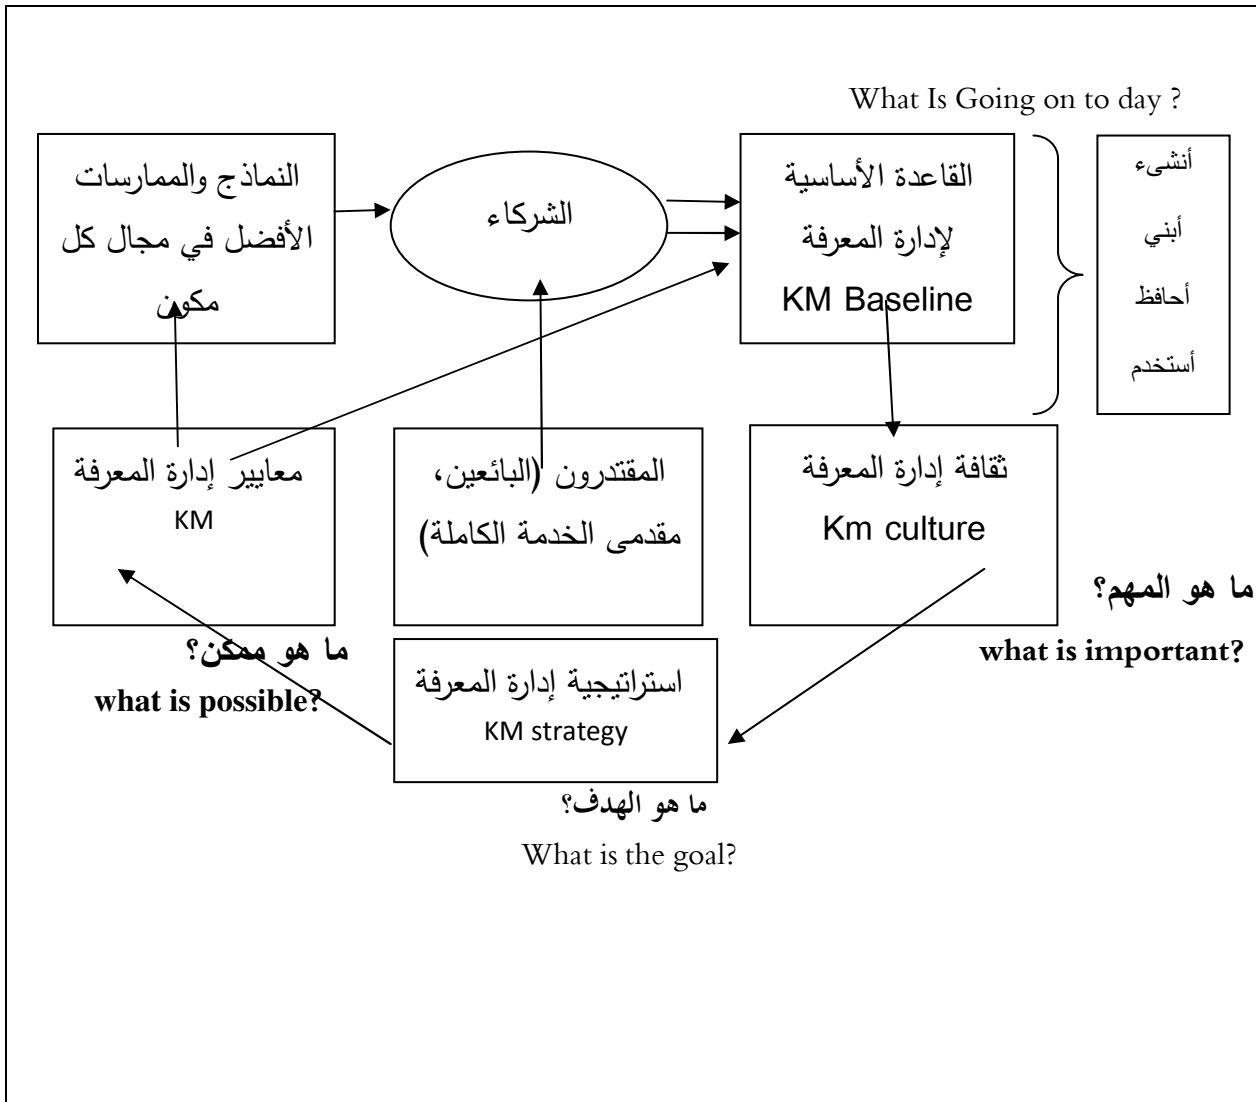 What Is Going on to day ?
النماذج والممارسات
الأفضل في مجال كل
مكون
الشركاء
القاعدة الأساسية
لإدارة المعرفة
KM Baseline
أنشىء
أبني
أحافظ
أستخدم
معايير إدارة المعرفة
KM
المقتدرون (البائعين،
مقدمى الخدمة الكاملة)
ثقافة إدارة المعرفة
Km culture
ما هو المهم؟
what is important?
ما هو ممكن؟
what is possible?
استراتيجية إدارة المعرفة
KM strategy
ما هو الهدف؟
What is the goal?